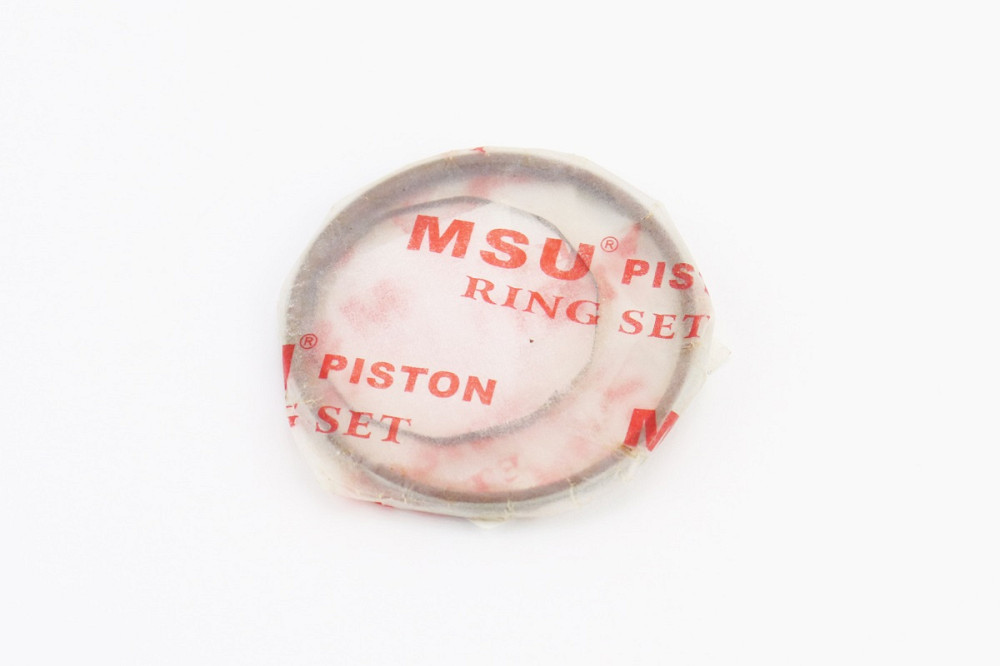 MSU® PIS
RING SET
® PISTON
SET
M